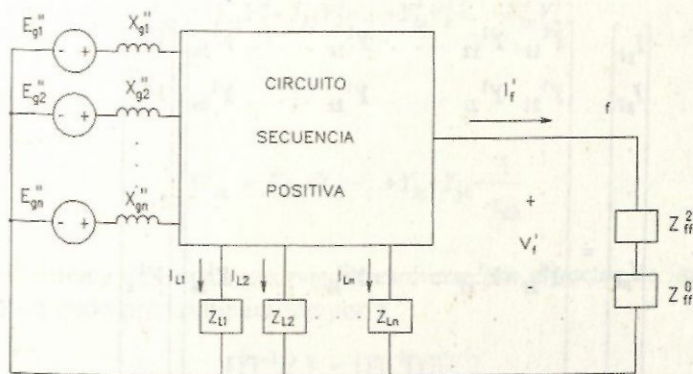 E''g1
X''g1
E''g2
X''g2
E''gn
X''gn
CIRCUITO
SECUENCIA
POSITIVA
I'f
f
+
V'f
-
Z²ff
Z⁰ff
IL1
IL2
ILn
ZL1
ZL2
ZLn